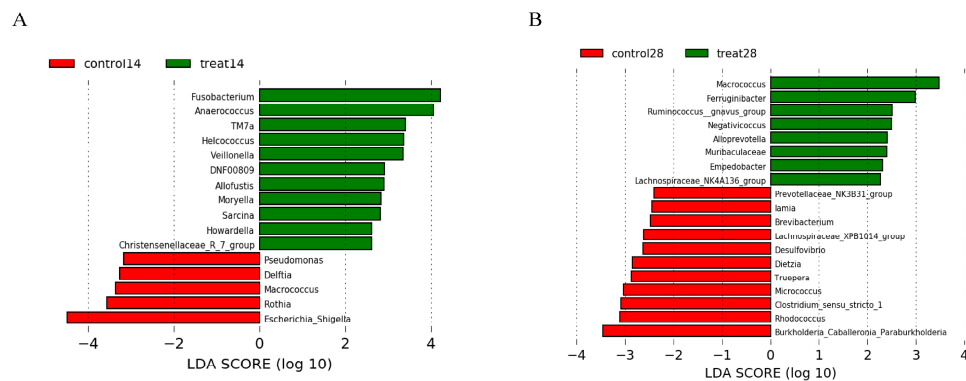 A
control14 treat14
Fusobacterium
Anaerococcus
TM7a
Helcococcus
Veillonella
DNF00809
Allofustis
Moryella
Sarcina
Howardella
Christensenellaceae_R_7_group
Pseudomonas
Delftia
Macrococcus
Rothia
Escherichia_Shigella
−4 −2 0 2 4
LDA SCORE (log 10)
B
control28 treat28
Macrococcus
Ferruginibacter
Ruminococcus__gnavus_group
Negativicoccus
Alloprevotella
Muribaculaceae
Empedobacter
Lachnospiraceae_NK4A136_group
Prevotellaceae_NK3B31_group
Iamia
Brevibacterium
Lachnospiraceae_XPB1014_group
Desulfovibrio
Dietzia
Truepera
Micrococcus
Clostridium_sensu_stricto_1
Rhodococcus
Burkholderia_Caballeronia_Paraburkholderia
−4 −3 −2 −1 0 1 2 3 4
LDA SCORE (log 10)